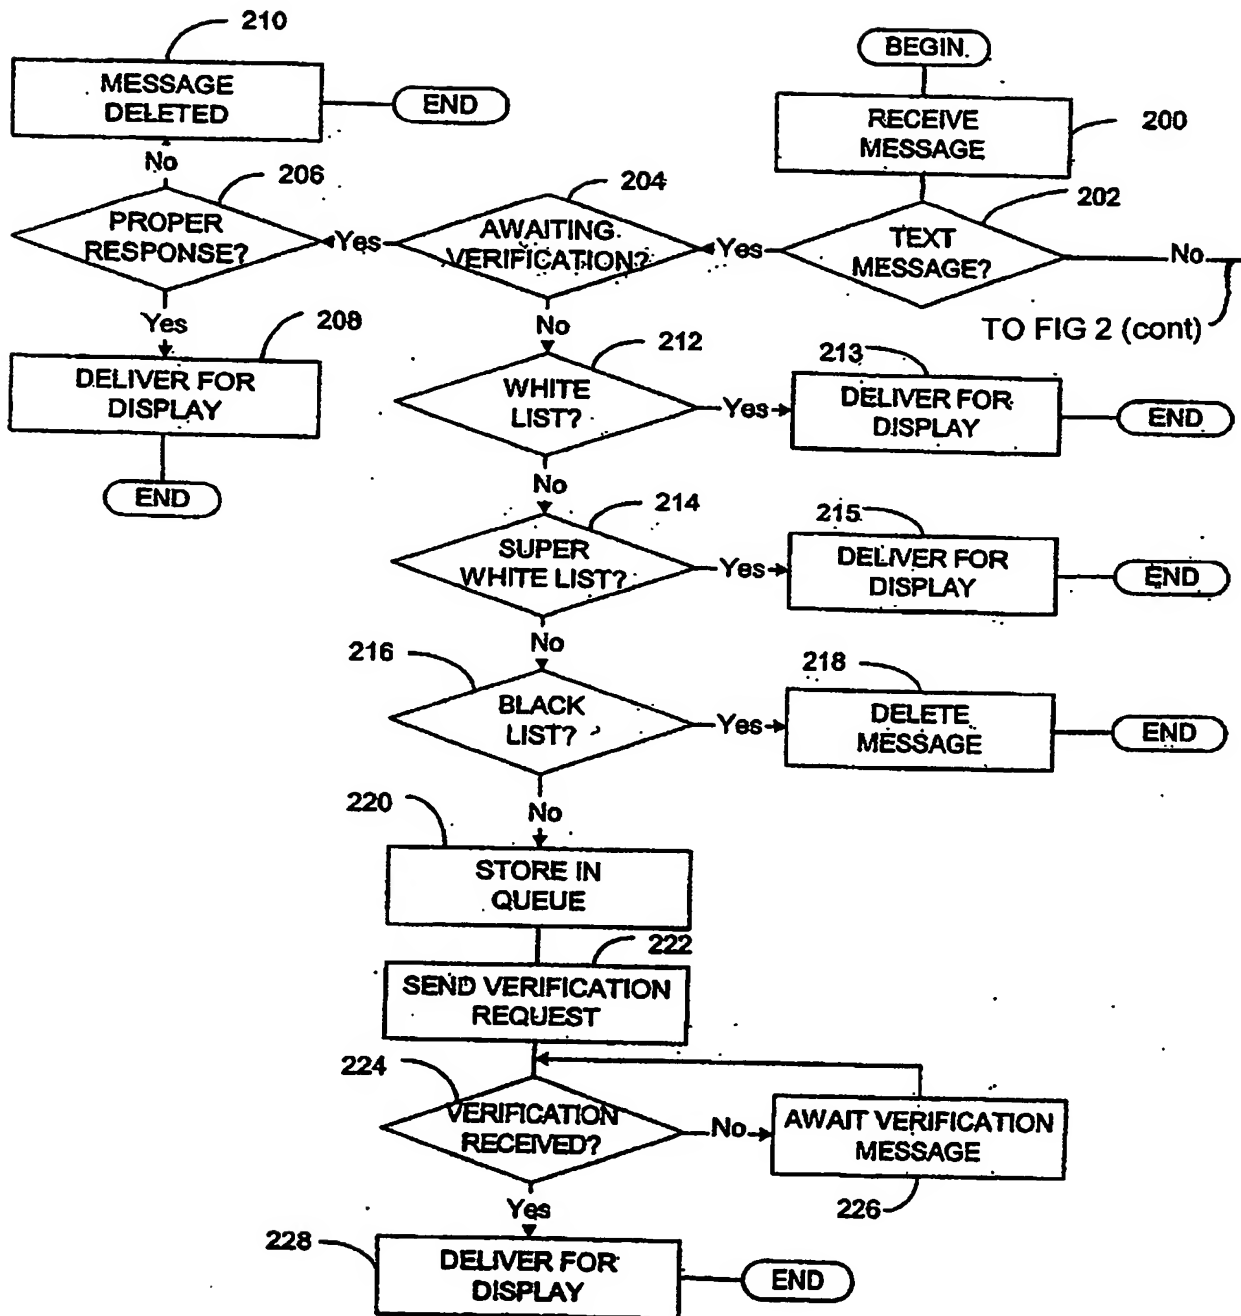 210
BEGIN.
MESSAGE
DELETED
END
RECEIVE
MESSAGE
200
No
206
204
202
PROPER
RESPONSE?
Yes
AWAITING
VERIFICATION?
Yes
TEXT
MESSAGE?
No
TO FIG 2 (cont)
Yes
208
No
212
213
DELIVER FOR
DISPLAY
WHITE
LIST?
Yes
DELIVER FOR
DISPLAY
END
END
No
214
215
SUPER
WHITE LIST?
Yes
DELIVER FOR
DISPLAY
END
No
216
218
BLACK
LIST?
Yes
DELETE
MESSAGE
END
No
220
STORE IN
QUEUE
222
SEND VERIFICATION
REQUEST
224
VERIFICATION
RECEIVED?
No
AWAIT VERIFICATION
MESSAGE
226
Yes
228
DELIVER FOR
DISPLAY
END